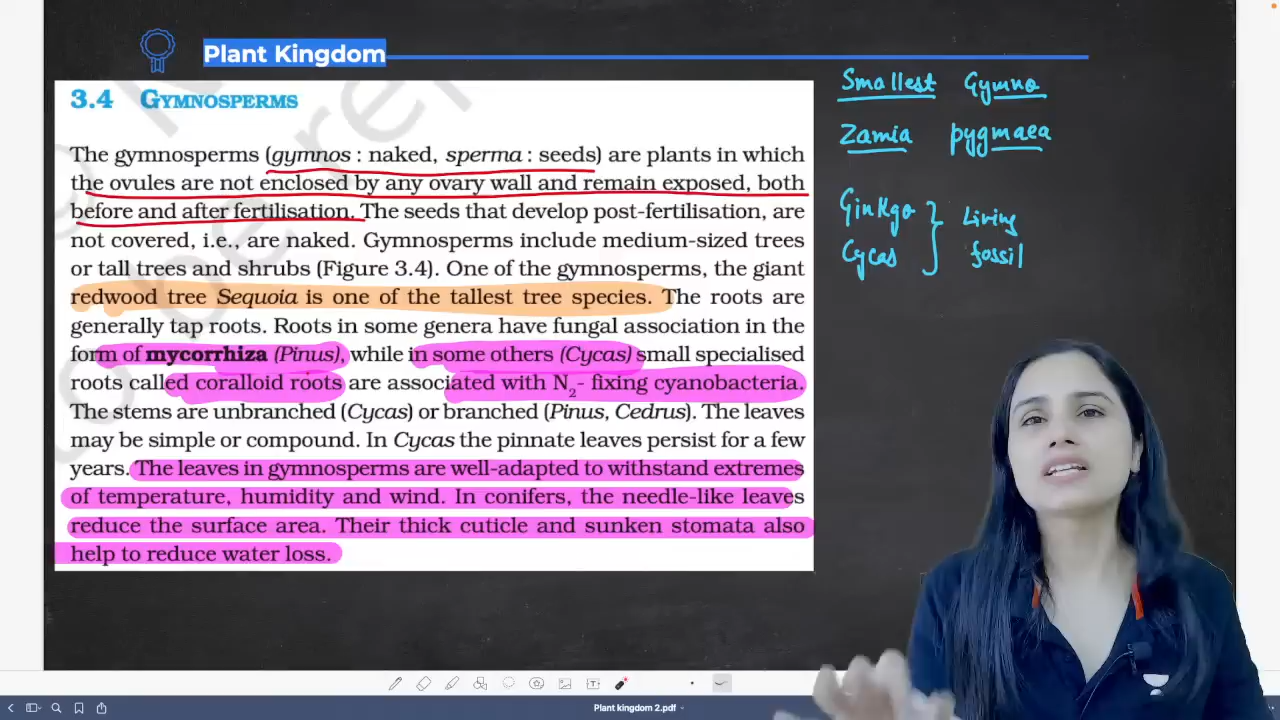 Plant Kingdom
3.4 GYMNOSPERMS
The gymnosperms (gymnos : naked, sperma : seeds) are plants in which
the ovules are not enclosed by any ovary wall and remain exposed, both
before and after fertilisation. The seeds that develop post-fertilisation, are
not covered, i.e., are naked. Gymnosperms include medium-sized trees
or tall trees and shrubs (Figure 3.4). One of the gymnosperms, the giant
redwood tree Sequoia is one of the tallest tree species. The roots are
generally tap roots. Roots in some genera have fungal association in the
form of mycorrhiza (Pinus), while in some others (Cycas) small specialised
roots called coralloid roots are associated with N2- fixing cyanobacteria.
The stems are unbranched (Cycas) or branched (Pinus, Cedrus). The leaves
may be simple or compound. In Cycas the pinnate leaves persist for a few
years. The leaves in gymnosperms are well-adapted to withstand extremes
of temperature, humidity and wind. In conifers, the needle-like leaves
reduce the surface area. Their thick cuticle and sunken stomata also
help to reduce water loss.
Smallest Gymno
Zamia pygmaea
Ginkgo } Living
Cycas fossil
Plant kingdom 2.pdf